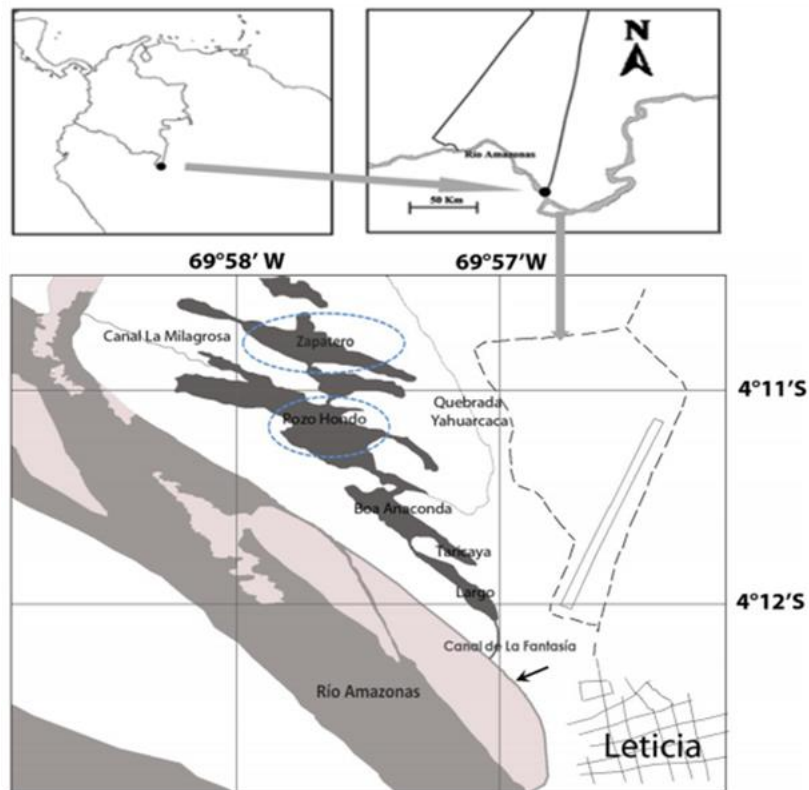 N
Río Amazonas
50 Km
69°58' W
69°57'W
Canal La Milagrosa
Zapatero
4°11'S
Quebrada
Yahuarcaca
Pozo Hondo
Boa Anaconda
Taricaya
Largo
4°12'S
Canal de La Fantasía
Río Amazonas
Leticia